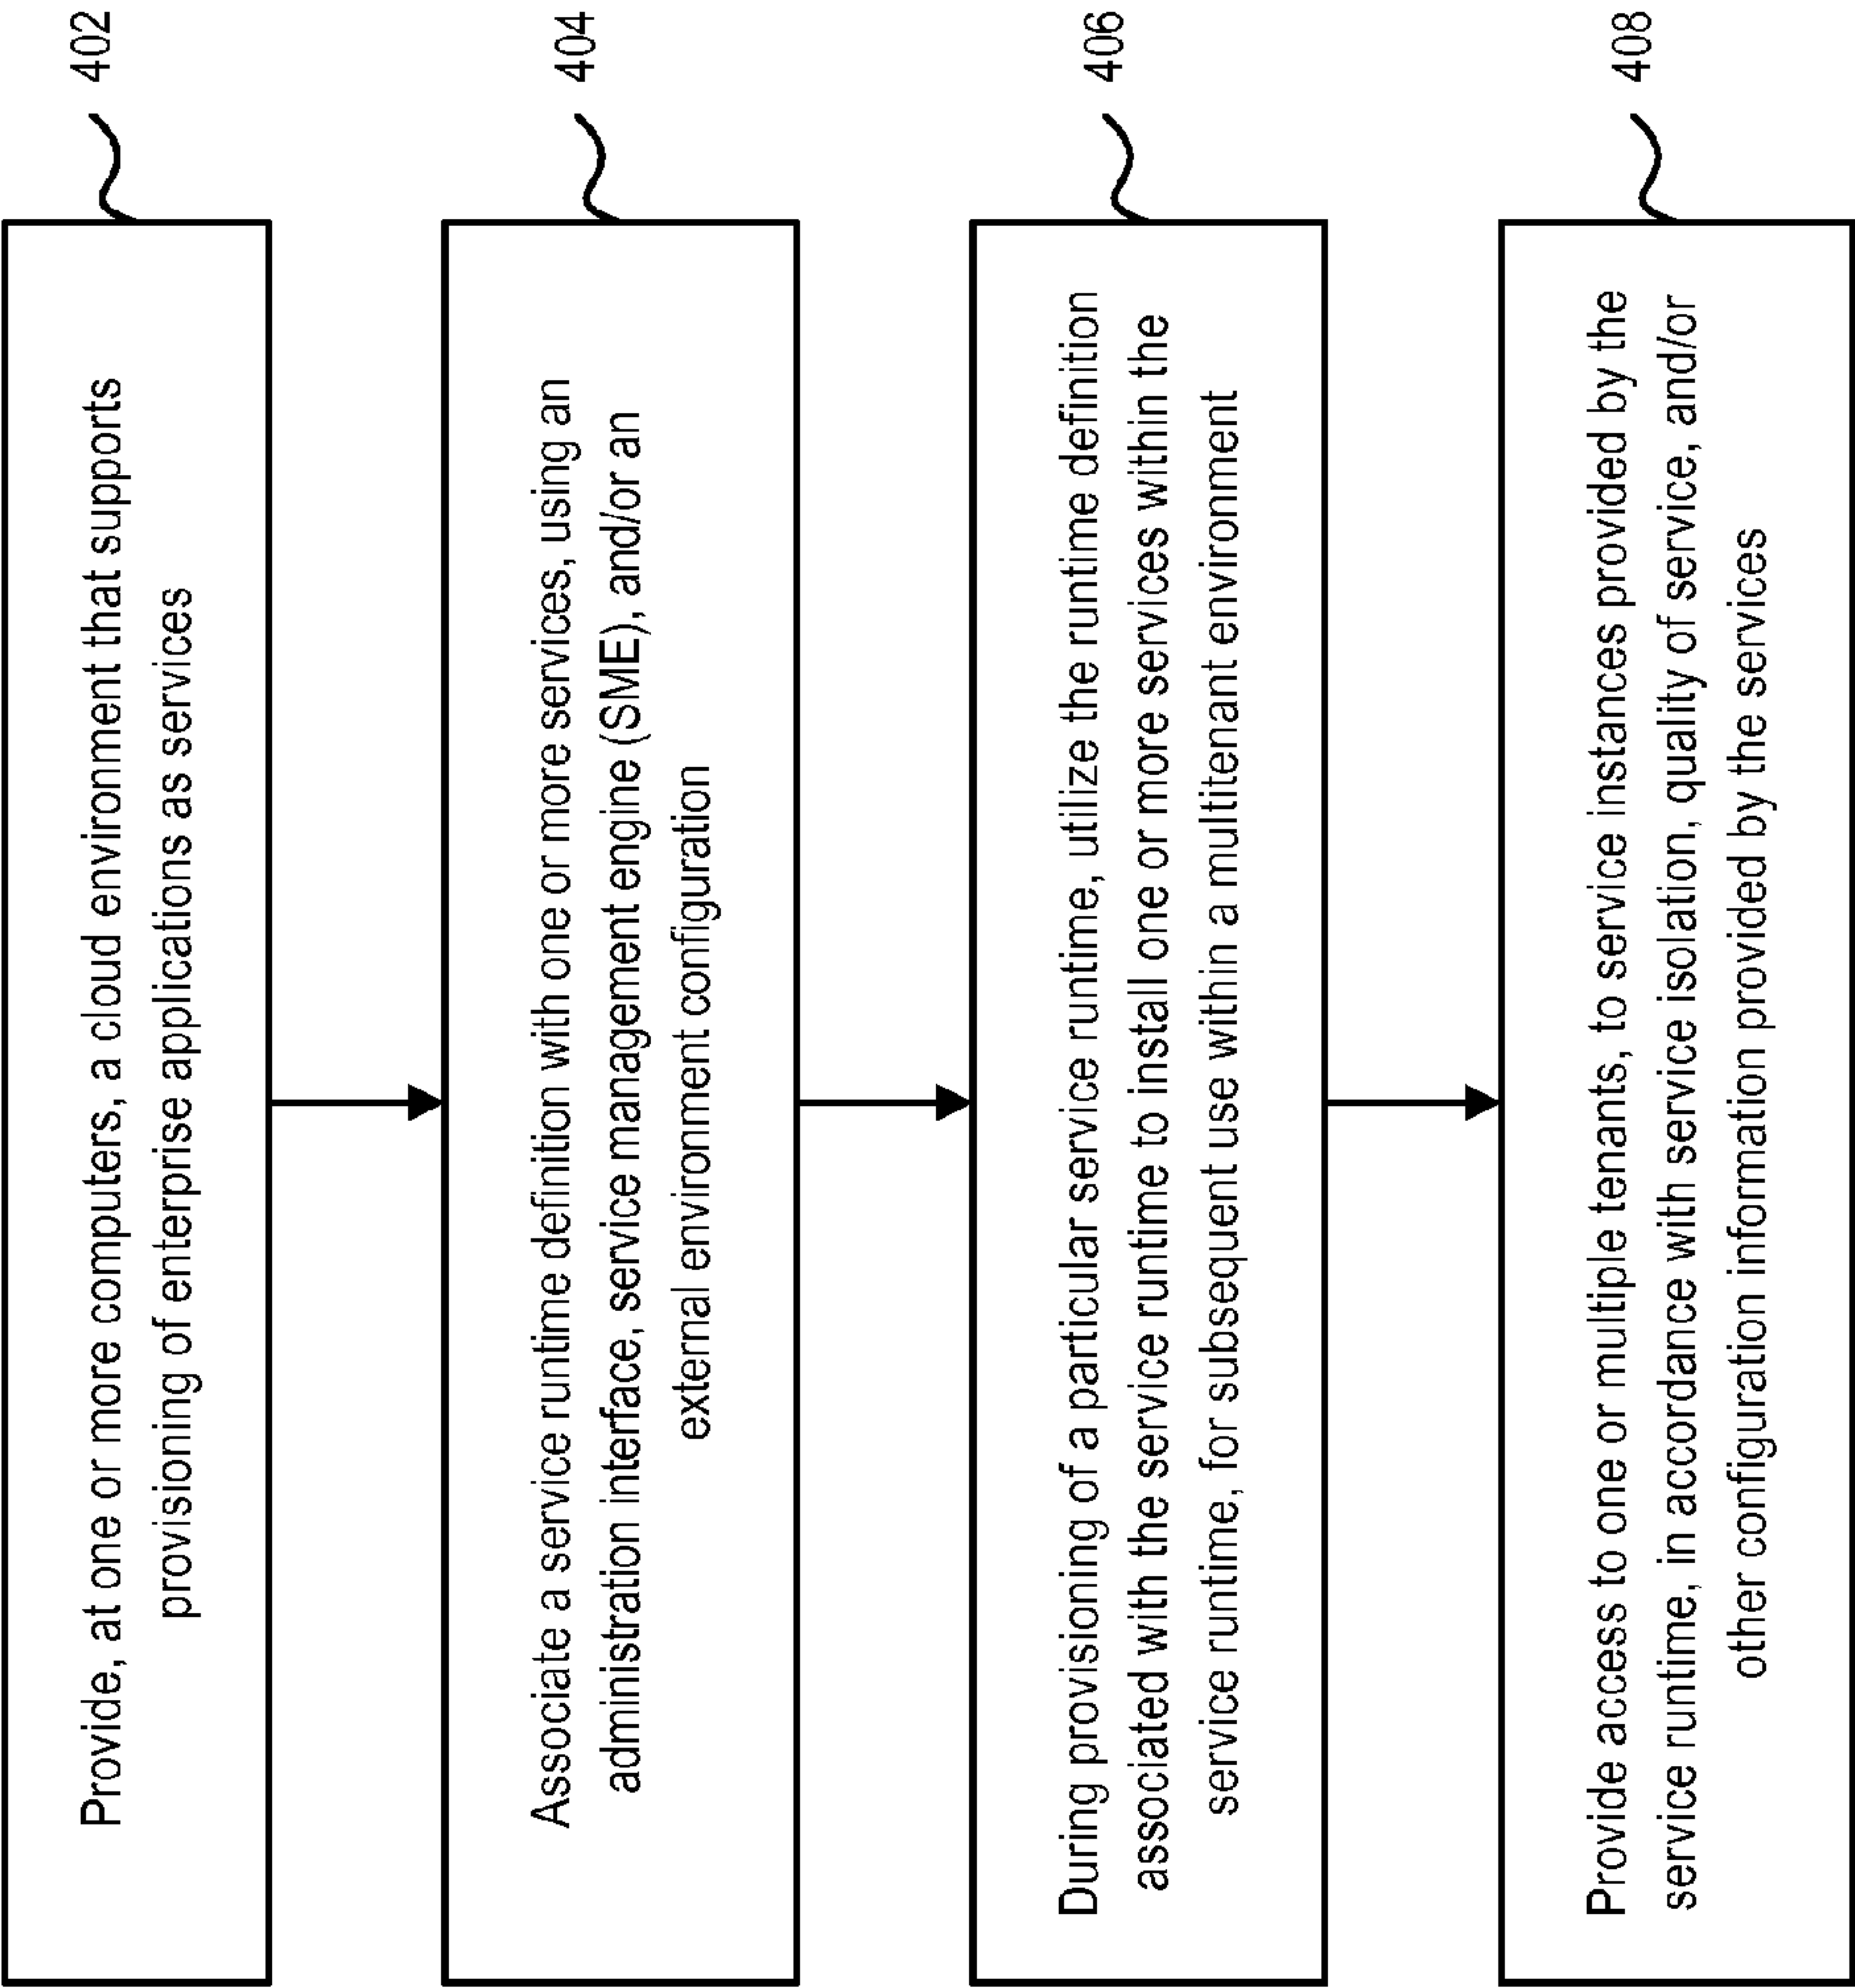 Provide, at one or more computers, a cloud environment that supports
provisioning of enterprise applications as services
402
Associate a service runtime definition with one or more services, using an
administration interface, service management engine (SME), and/or an
external environment configuration
404
During provisioning of a particular service runtime, utilize the runtime definition
associated with the service runtime to install one or more services within the
service runtime, for subsequent use within a multitenant environment
406
Provide access to one or multiple tenants, to service instances provided by the
service runtime, in accordance with service isolation, quality of service, and/or
other configuration information provided by the services
408